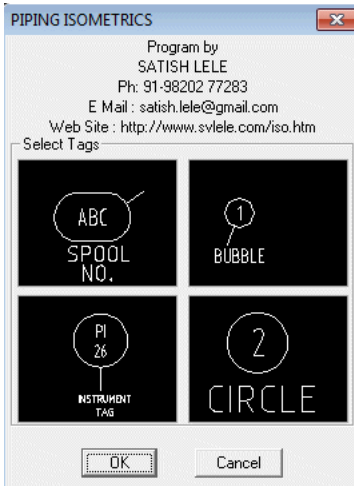 PIPING ISOMETRICS
Program by
SATISH LELE
Ph: 91-98202 77283
E Mail : satish.lele@gmail.com
Web Site : http://www.svlele.com/iso.htm
Select Tags
ABC
SPOOL
NO.
1
BUBBLE
PI
26
INSTRUMENT
TAG
2
CIRCLE
OK
Cancel